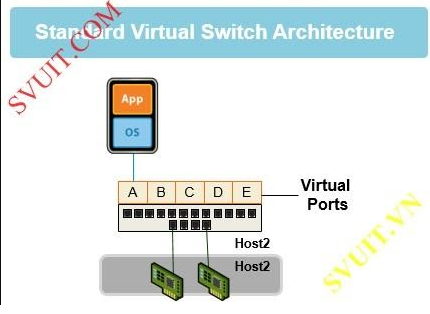 Standard Virtual Switch Architecture
SVUIT.COM
App
OS
A B C D E
Virtual
Ports
Host2
Host2
SVUIT.VN